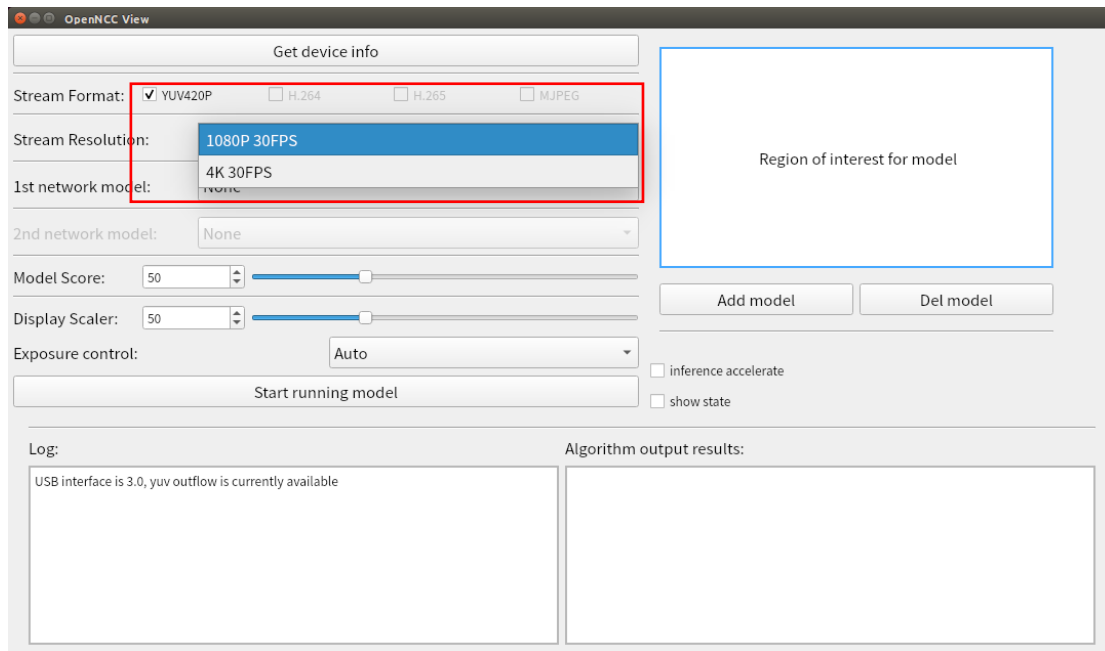 OpenNCC View
Get device info
Stream Format: YUV420P H.264 H.265 MJPEG
Stream Resolution: 1080P 30FPS
4K 30FPS
1st network model: None
2nd network model: None
Region of interest for model
Model Score: 50
Add model Del model
Display Scaler: 50
Exposure control: Auto
inference accelerate
Start running model
show state
Log:
USB interface is 3.0, yuv outflow is currently available
Algorithm output results: